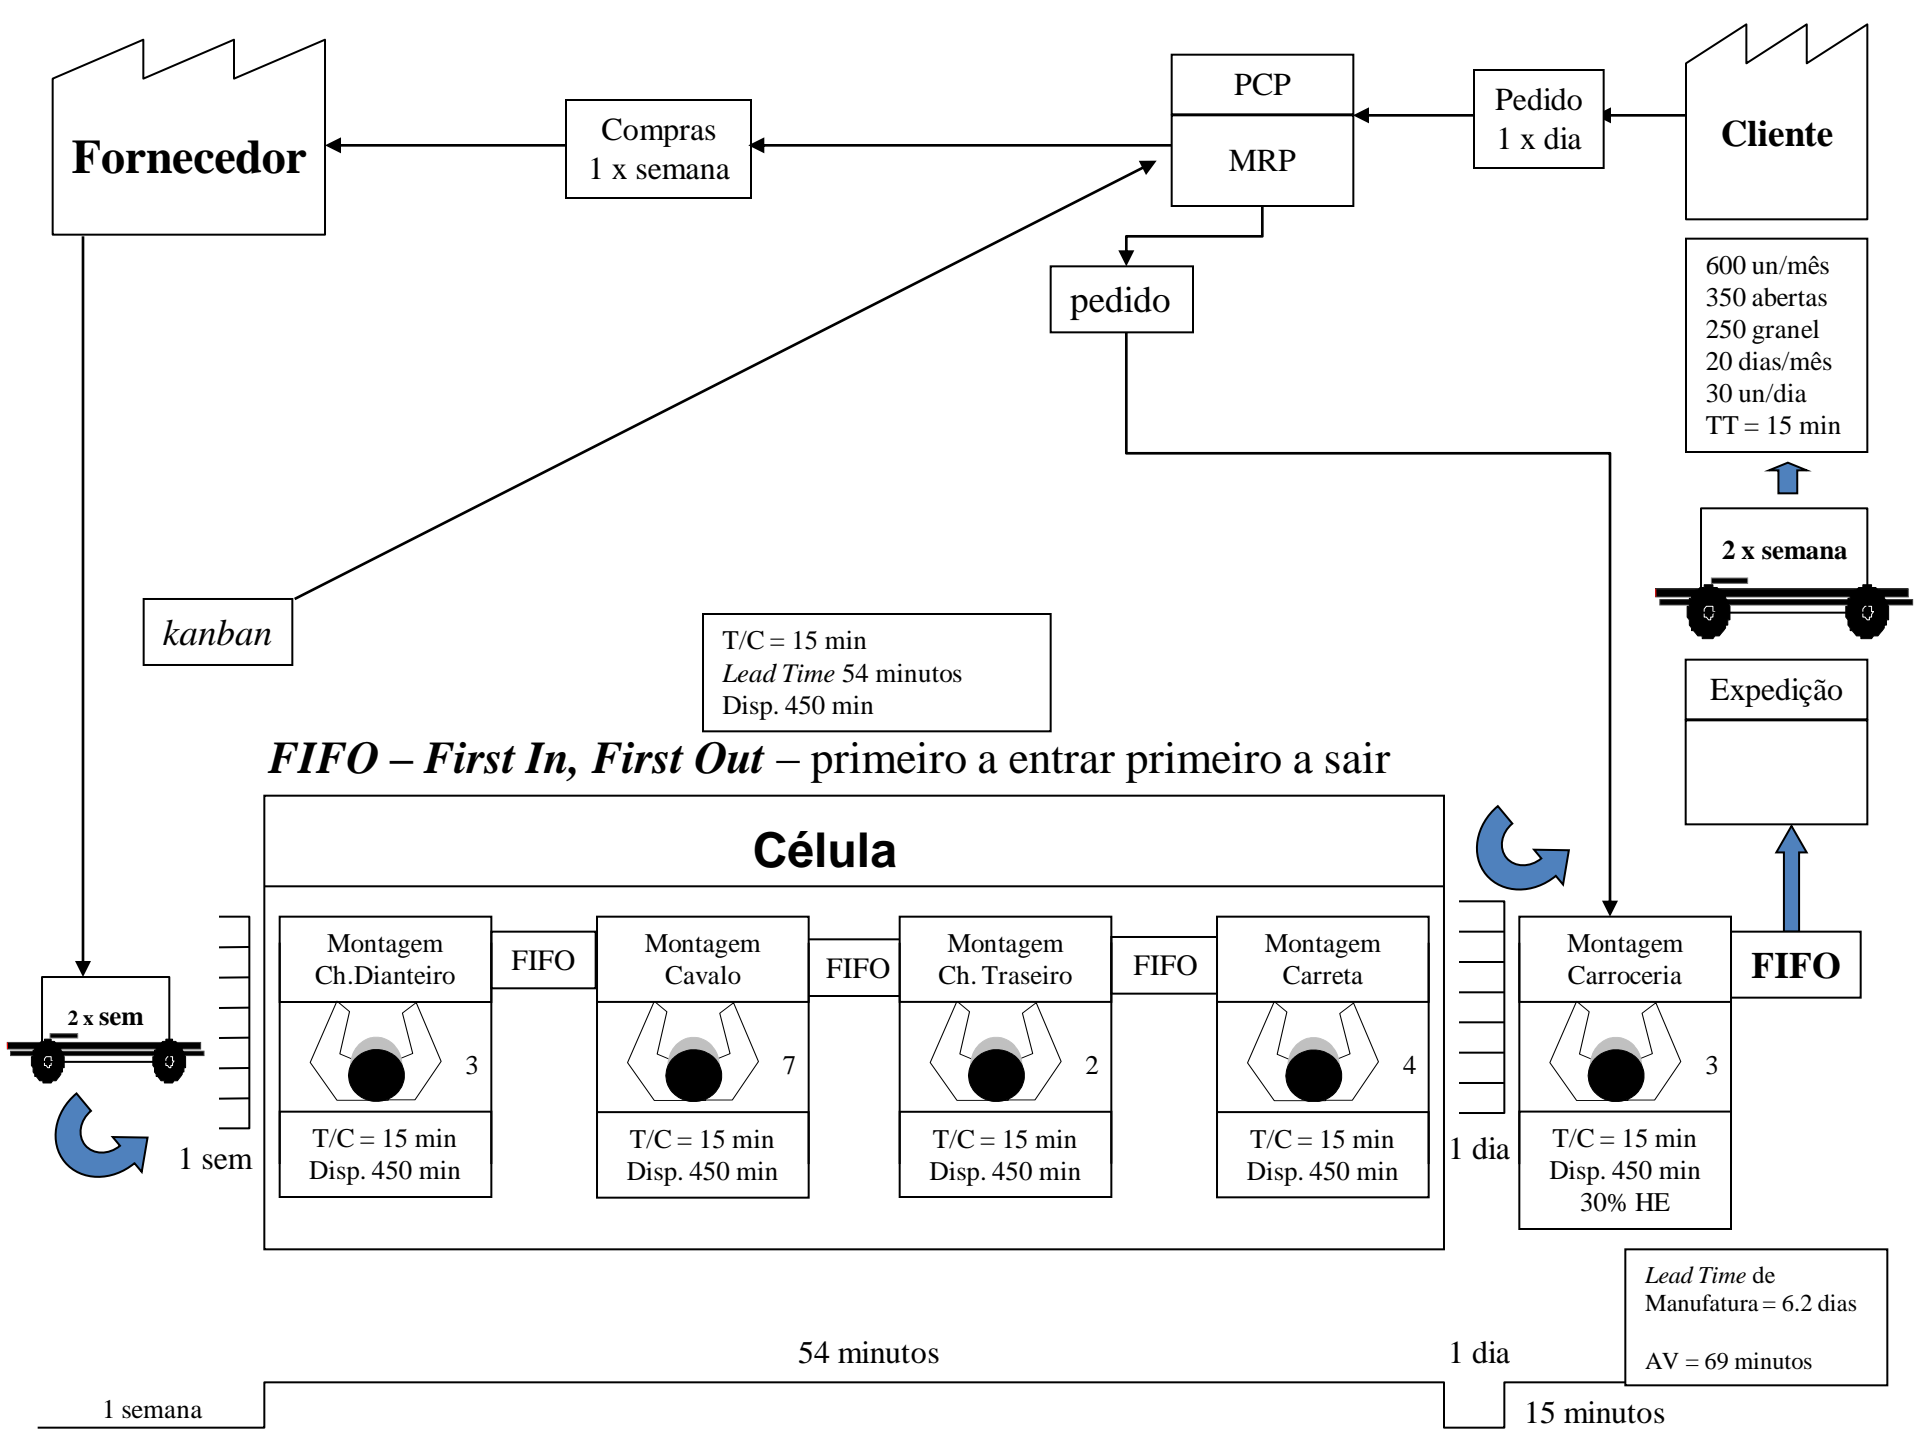 Fornecedor
Compras
1 x semana
PCP
MRP
Pedido
1 x dia
Cliente
pedido
600 un/mês
350 abertas
250 granel
20 dias/mês
30 un/dia
TT = 15 min
2 x semana
kanban
T/C = 15 min
Lead Time 54 minutos
Disp. 450 min
Expedição
FIFO – First In, First Out – primeiro a entrar primeiro a sair
Célula
2 x sem
1 sem
Montagem
Ch.Dianteiro
3
T/C = 15 min
Disp. 450 min
FIFO
Montagem
Cavalo
7
T/C = 15 min
Disp. 450 min
FIFO
Montagem
Ch. Traseiro
2
T/C = 15 min
Disp. 450 min
FIFO
Montagem
Carreta
4
T/C = 15 min
Disp. 450 min
1 dia
Montagem
Carroceria
3
T/C = 15 min
Disp. 450 min
30% HE
FIFO
Lead Time de
Manufatura = 6.2 dias
AV = 69 minutos
1 semana
54 minutos
1 dia
15 minutos